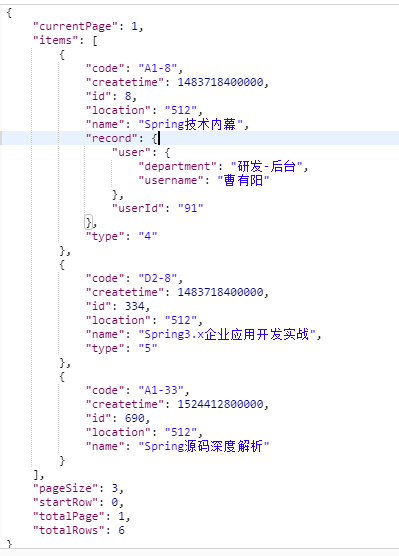 {
    "currentPage": 1,
    "items": [
        {
            "code": "A1-8",
            "createtime": 1483718400000,
            "id": 8,
            "location": "512",
            "name": "Spring技术内幕",
            "record": {
                "user": {
                    "department": "研发-后台",
                    "username": "曹有阳"
                },
                "userId": "91"
            },
            "type": "4"
        },
        {
            "code": "D2-8",
            "createtime": 1483718400000,
            "id": 334,
            "location": "512",
            "name": "Spring3.x企业应用开发实战",
            "type": "5"
        },
        {
            "code": "A1-33",
            "createtime": 1524412800000,
            "id": 690,
            "location": "512",
            "name": "Spring源码深度解析"
        }
    ],
    "pageSize": 3,
    "startRow": 0,
    "totalPage": 1,
    "totalRows": 6
}